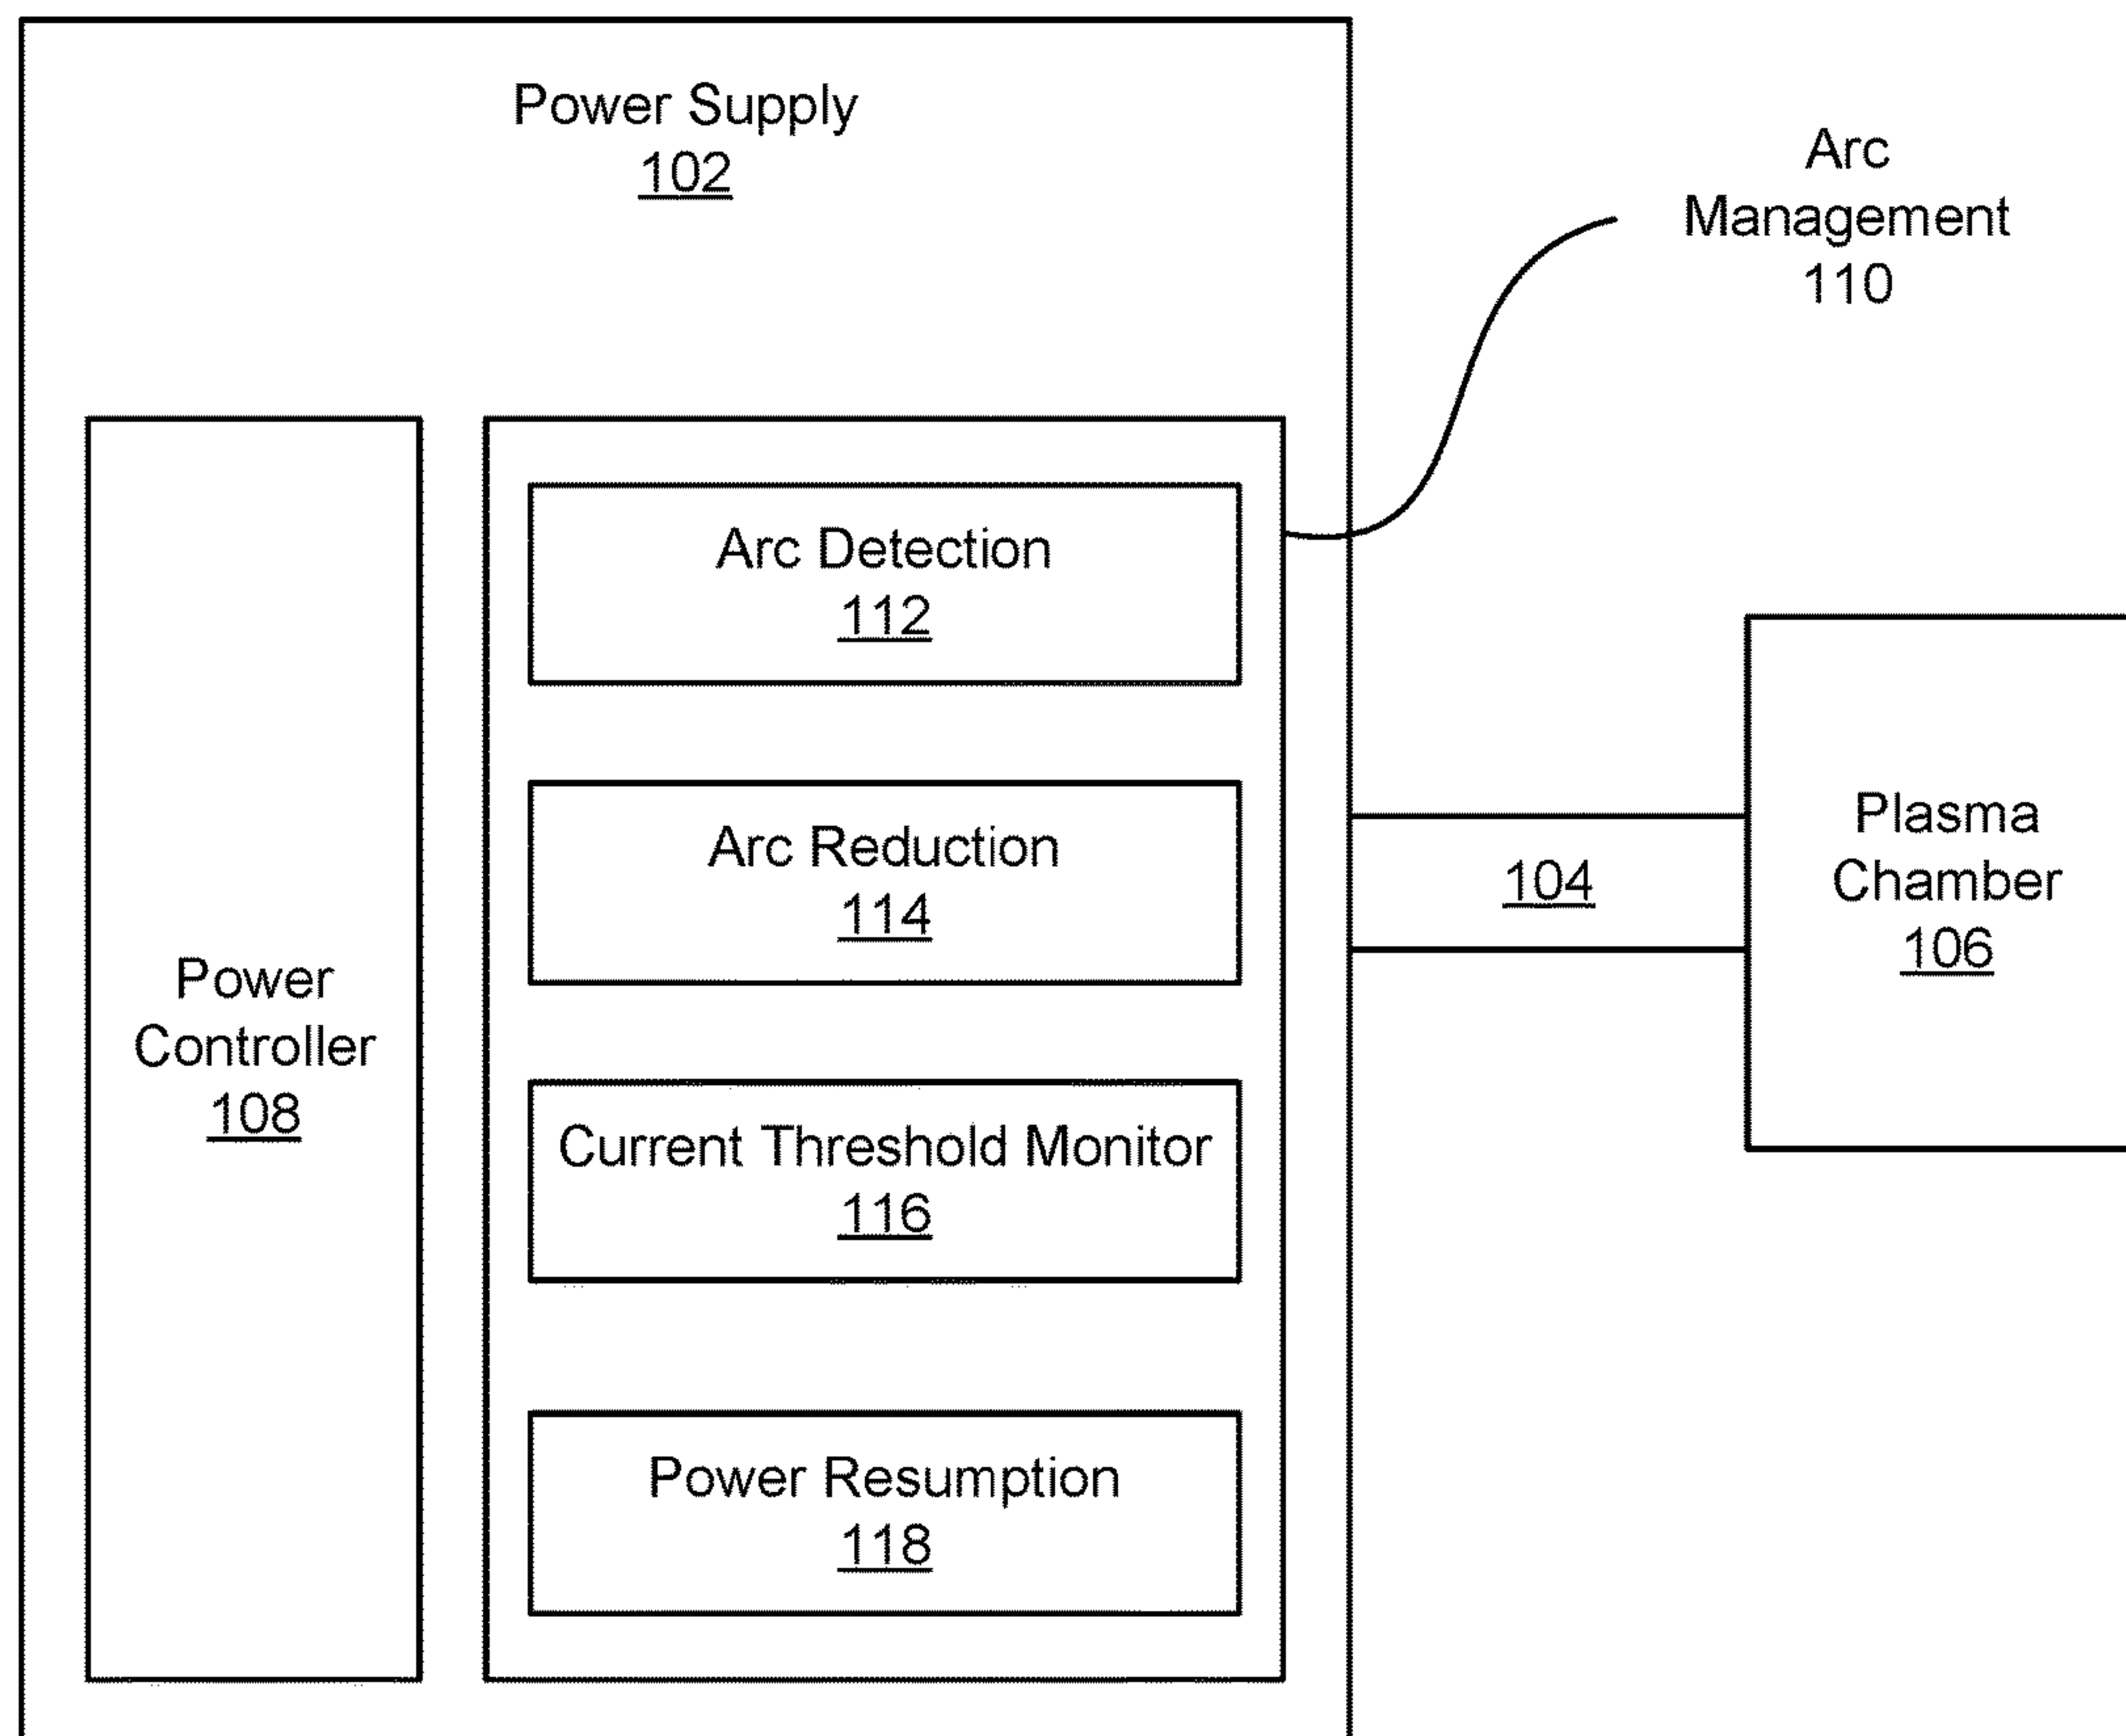 Power Supply
102
Arc
Management
110
Arc Detection
112
Arc Reduction
114
Current Threshold Monitor
116
Power Resumption
118
Power
Controller
108
104
Plasma
Chamber
106